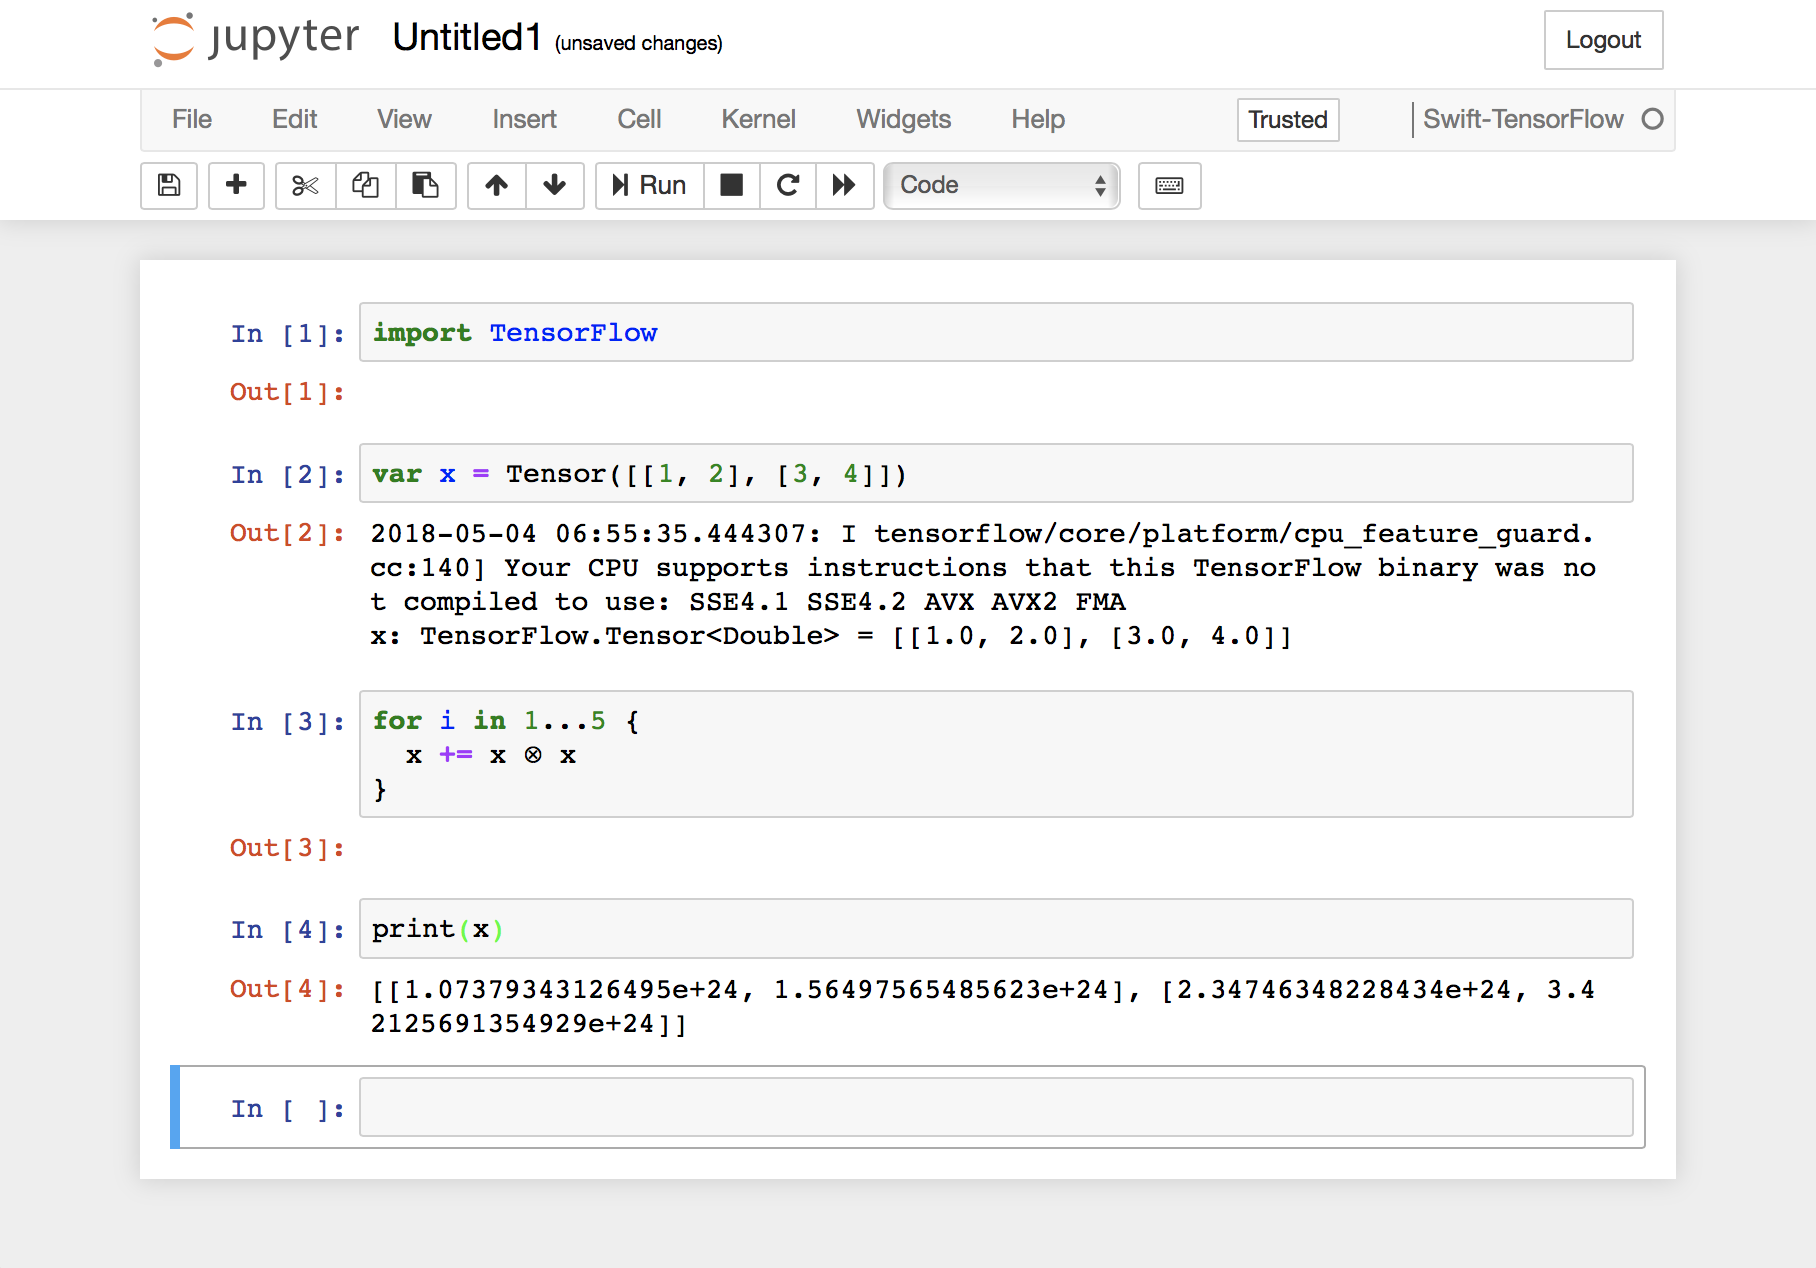 jupyter Untitled1 (unsaved changes) Logout
File Edit View Insert Cell Kernel Widgets Help Trusted Swift-TensorFlow
Run Code
In [1]: import TensorFlow
Out[1]:
In [2]: var x = Tensor([[1, 2], [3, 4]])
Out[2]: 2018-05-04 06:55:35.444307: I tensorflow/core/platform/cpu_feature_guard.
cc:140] Your CPU supports instructions that this TensorFlow binary was no
t compiled to use: SSE4.1 SSE4.2 AVX AVX2 FMA
x: TensorFlow.Tensor<Double> = [[1.0, 2.0], [3.0, 4.0]]
In [3]: for i in 1...5 {
x += x ⊗ x
}
Out[3]:
In [4]: print(x)
Out[4]: [[1.07379343126495e+24, 1.56497565485623e+24], [2.34746348228434e+24, 3.4
2125691354929e+24]]
In [ ]: